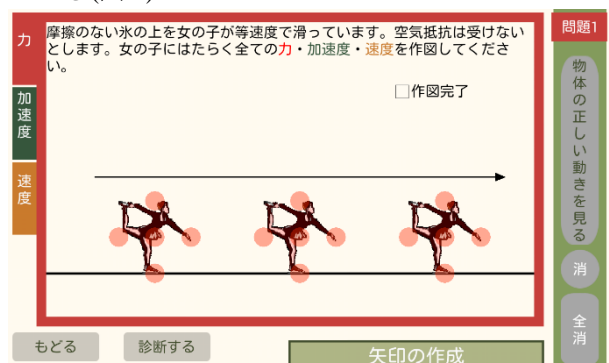 摩擦のない氷の上を女の子が等速度で滑っています。空気抵抗は受けない
とします。女の子にはたらく全ての力・加速度・速度を作図してくださ
い。
□作図完了
力
加速度
速度
問題1
物体の正しい動きを見る
消
全消
もどる
診断する
矢印の作成